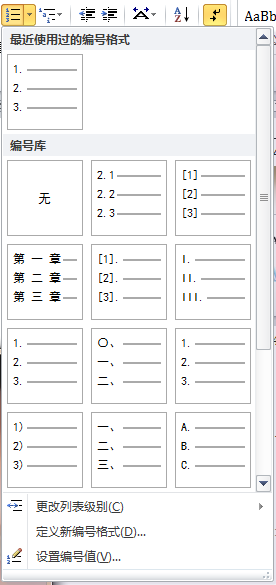 AaBb
最近使用过的编号格式
1.
2.
3.
编号库
无
2.1
2.2
2.3
[1]
[2]
[3]
第一章
第二章
第三章
[1].
[2].
[3].
I.
II.
III.
1.
2.
3.
〇、
一、
二、
1.
2.
3.
1)
2)
3)
一、
二、
三、
A.
B.
C.
更改列表级别(C)
定义新编号格式(D)...
设置编号值(V)...